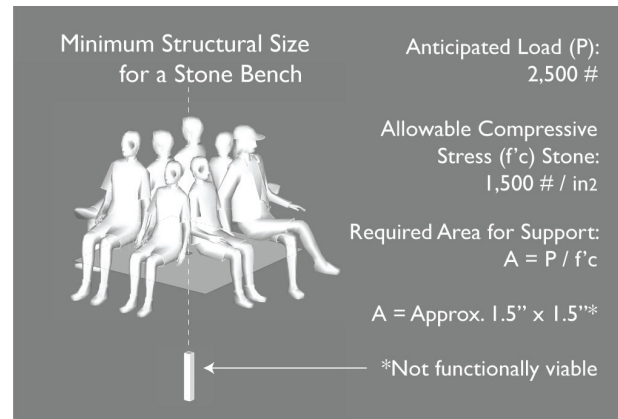 Minimum Structural Size
for a Stone Bench
Anticipated Load (P):
2,500 #
Allowable Compressive
Stress (f'c) Stone:
1,500 # / in2
Required Area for Support:
A = P / f'c
A = Approx. 1.5” x 1.5”*
*Not functionally viable